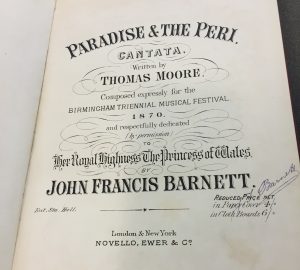 PARADISE & THE PERI.
CANTATA.
Written by
THOMAS MOORE
Composed expressly for the
BIRMINGHAM TRIENNIAL MUSICAL FESTIVAL
1870.
and respectfully dedicated
(by permission)
TO
Her Royal Highness The Princess of Wales.
BY
JOHN FRANCIS BARNETT.
Barnett
REDUCED PRICE NET
in Paper Cover
in Cloth Boards
Ent. Sta. Hall.
London & New York
NOVELLO, EWER & Co.